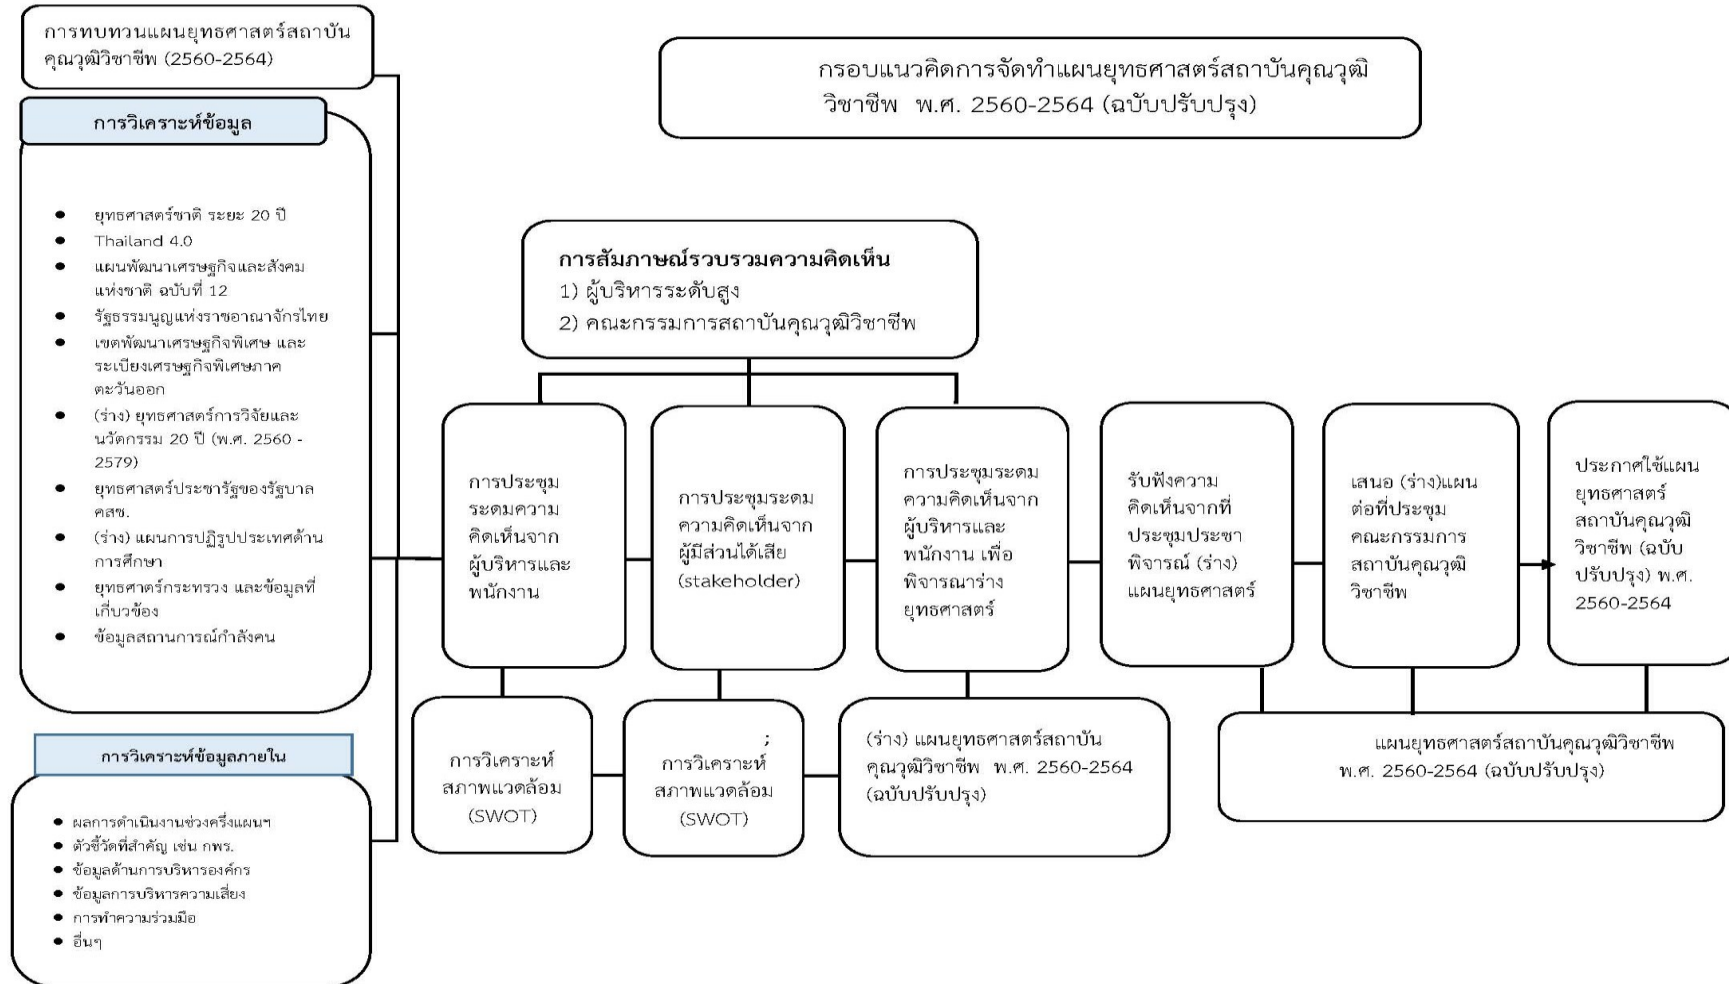 การทบทวนแผนยุทธศาสตร์สถาบัน
คุณวุฒิวิชาชีพ (2560-2564)
กรอบแนวคิดการจัดทำแผนยุทธศาสตร์สถาบันคุณวุฒิ
วิชาชีพ พ.ศ. 2560-2564 (ฉบับปรับปรุง)
การวิเคราะห์ข้อมูล
● ยุทธศาสตร์ชาติ ระยะ 20 ปี
● Thailand 4.0
● แผนพัฒนาเศรษฐกิจและสังคม
แห่งชาติ ฉบับที่ 12
● รัฐธรรมนูญแห่งราชอาณาจักรไทย
● เขตพัฒนาเศรษฐกิจพิเศษ และ
ระเบียงเศรษฐกิจพิเศษภาค
ตะวันออก
● (ร่าง) ยุทธศาสตร์การวิจัยและ
นวัตกรรม 20 ปี (พ.ศ. 2560 -
2579)
● ยุทธศาสตร์ประชารัฐของรัฐบาล
คสช.
● (ร่าง) แผนการปฏิรูปประเทศด้าน
การศึกษา
● ยุทธศาตร์กระทรวง และข้อมูลที่
เกี่บวข้อง
● ข้อมูลสถานการณ์กำลังคน
การวิเคราะห์ข้อมูลภายใน
● ผลการดำเนินงานช่วงครึ่งแผนฯ
● ตัวชี้วัดที่สำคัญ เช่น กพร.
● ข้อมูลด้านการบริหารองค์กร
● ข้อมูลการบริหารความเสี่ยง
● การทำความร่วมมือ
● อื่นๆ
การสัมภาษณ์รวบรวมความคิดเห็น
1) ผู้บริหารระดับสูง
2) คณะกรรมการสถาบันคุณวุฒิวิชาชีพ
การประชุม
ระดมความ
คิดเห็นจาก
ผู้บริหารและ
พนักงาน
การประชุมระดม
ความคิดเห็นจาก
ผู้มีส่วนได้เสีย
(stakeholder)
การประชุมระดม
ความคิดเห็นจาก
ผู้บริหารและ
พนักงาน เพื่อ
พิจารณาร่าง
ยุทธศาสตร์
รับฟังความ
คิดเห็นจากที่
ประชุมประชา
พิจารณ์ (ร่าง)
แผนยุทธศาสตร์
เสนอ (ร่าง)แผน
ต่อที่ประชุม
คณะกรรมการ
สถาบันคุณวุฒิ
วิชาชีพ
ประกาศใช้แผน
ยุทธศาสตร์
สถาบันคุณวุฒิ
วิชาชีพ (ฉบับ
ปรับปรุง) พ.ศ.
2560-2564
การวิเคราะห์
สภาพแวดล้อม
(SWOT)
;
การวิเคราะห์
สภาพแวดล้อม
(SWOT)
(ร่าง) แผนยุทธศาสตร์สถาบัน
คุณวุฒิวิชาชีพ พ.ศ. 2560-2564
(ฉบับปรับปรุง)
แผนยุทธศาสตร์สถาบันคุณวุฒิวิชาชีพ
พ.ศ. 2560-2564 (ฉบับปรับปรุง)